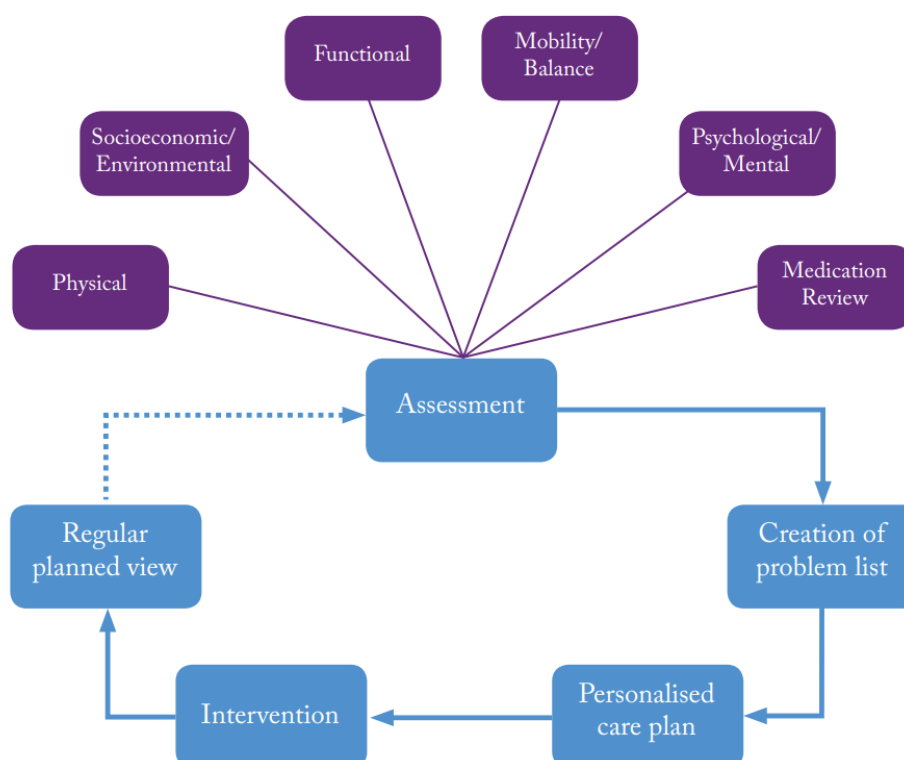 Functional
Mobility/
Balance
Socioeconomic/
Environmental
Psychological/
Mental
Physical
Medication
Review
Assessment
Regular
planned view
Creation of
problem list
Intervention
Personalised
care plan